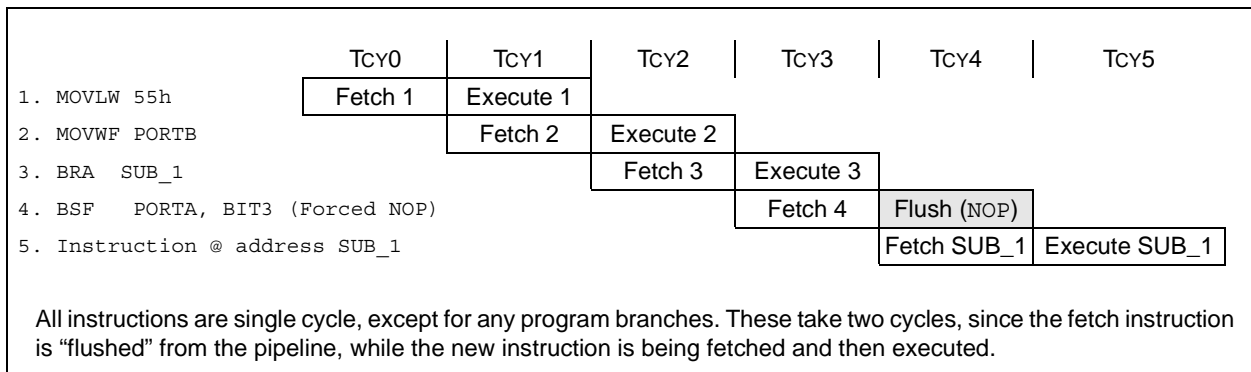 TCY0 TCY1 TCY2 TCY3 TCY4 TCY5
1. MOVLW 55h Fetch 1 Execute 1
2. MOVWF PORTB Fetch 2 Execute 2
3. BRA SUB_1 Fetch 3 Execute 3
4. BSF PORTA, BIT3 (Forced NOP) Fetch 4 Flush (NOP)
5. Instruction @ address SUB_1 Fetch SUB_1 Execute SUB_1
All instructions are single cycle, except for any program branches. These take two cycles, since the fetch instruction
is “flushed” from the pipeline, while the new instruction is being fetched and then executed.